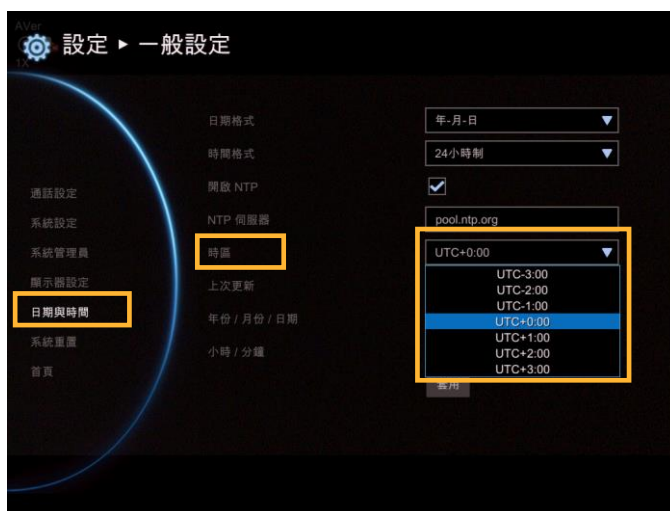 AVer
設定 ▸ 一般設定
1X
日期格式
年-月-日
時間格式
24小時制
通話設定
開啟 NTP
系統設定
NTP 伺服器
pool.ntp.org
系統管理員
時區
UTC+0:00
顯示器設定
上次更新
UTC-3:00
UTC-2:00
UTC-1:00
日期與時間
年份 / 月份 / 日期
UTC+0:00
UTC+1:00
系統重置
小時 / 分鐘
UTC+2:00
UTC+3:00
首頁
套用